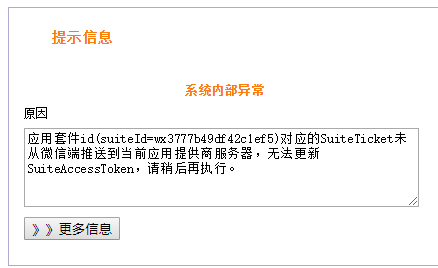 提示信息
系统内部异常
原因
应用套件id(suiteId=wx3777b49df42c1ef5)对应的SuiteTicket未
从微信端推送到当前应用提供商服务器，无法更新
SuiteAccessToken，请稍后再执行。
》》更多信息